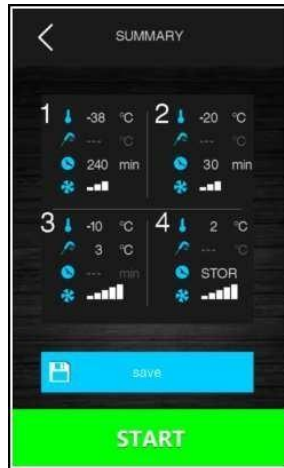 SUMMARY
1 -38 °C
--- °C
240 min
30 min
2 -20 °C
--- °C
3 -10 °C
3 °C
--- min
4 2 °C
--- °C
STOR
save
START